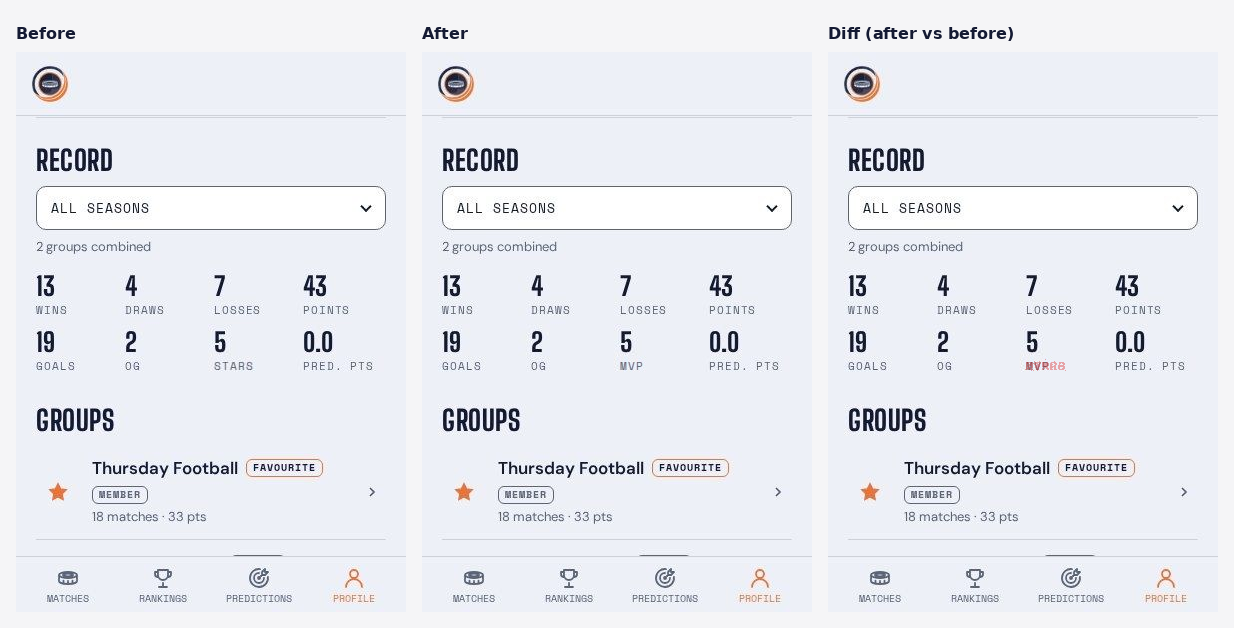 Before
RECORD
ALL SEASONS
2 groups combined
13 4 7 43
WINS DRAWS LOSSES POINTS
19 2 5 0.0
GOALS OG STARS PRED. PTS
GROUPS
Thursday Football FAVOURITE
MEMBER
18 matches · 33 pts
MATCHES RANKINGS PREDICTIONS PROFILE
After
RECORD
ALL SEASONS
2 groups combined
13 4 7 43
WINS DRAWS LOSSES POINTS
19 2 5 0.0
GOALS OG MVP PRED. PTS
GROUPS
Thursday Football FAVOURITE
MEMBER
18 matches · 33 pts
MATCHES RANKINGS PREDICTIONS PROFILE
Diff (after vs before)
RECORD
ALL SEASONS
2 groups combined
13 4 7 43
WINS DRAWS LOSSES POINTS
19 2 5 0.0
GOALS OG PRED. PTS
GROUPS
Thursday Football FAVOURITE
MEMBER
18 matches · 33 pts
MATCHES RANKINGS PREDICTIONS PROFILE